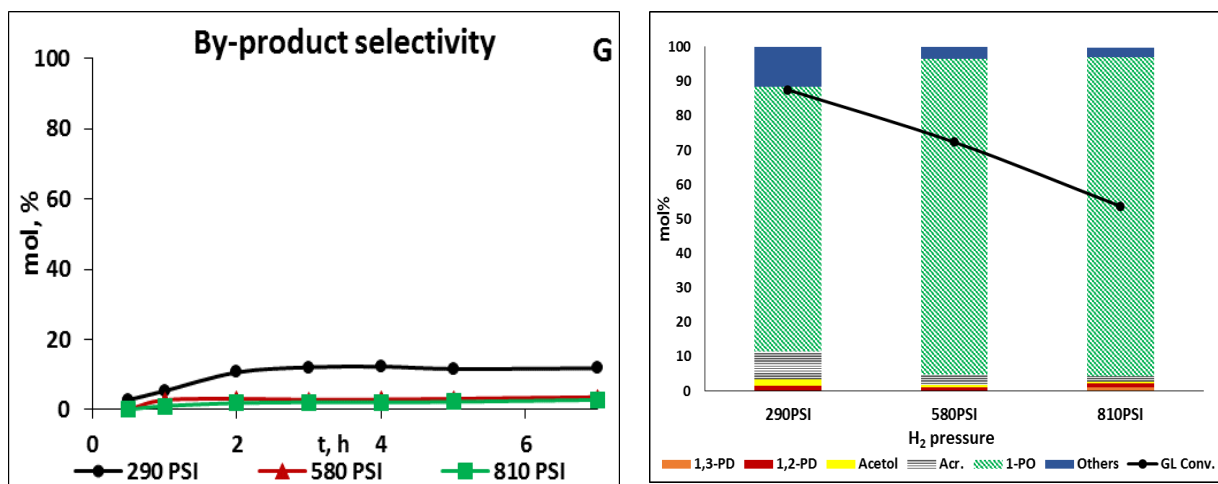 By-product selectivity G
100
80
60
40
20
0
mol, %
0 2 t, h 4 6
290 PSI 580 PSI 810 PSI
100
90
80
70
60
50
40
30
20
10
0
mol%
290PSI 580PSI 810PSI
H₂ pressure
1,3-PD 1,2-PD Acetol Acr. 1-PO Others GL Conv.